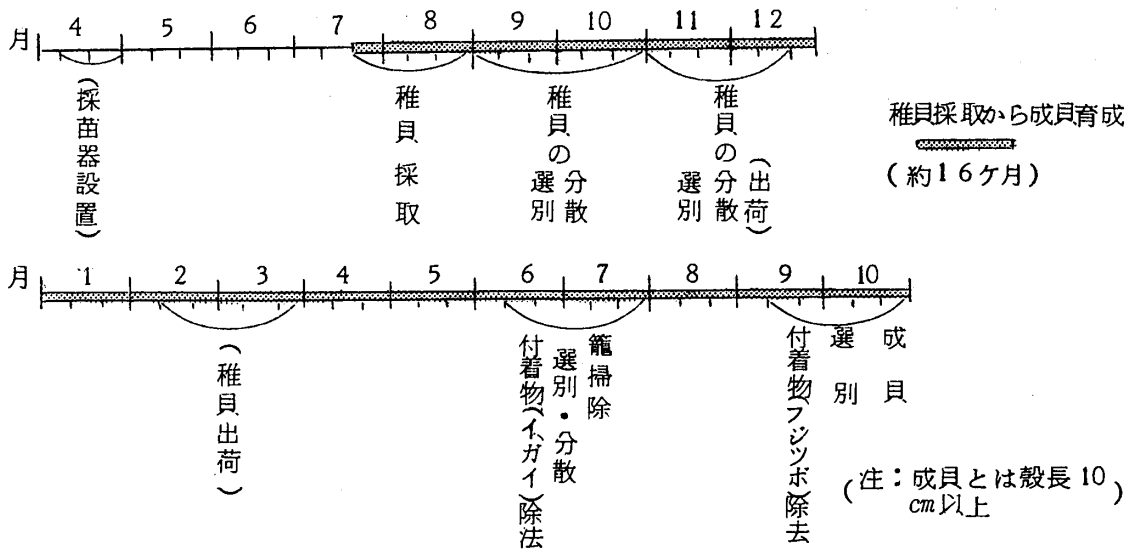 月 4 5 6 7 8 9 10 11 12
(採苗器設置)
稚貝採取
稚貝の分散
選別
稚貝の分散
選別
(出荷)
稚貝採取から成貝育成
(約16ケ月)
月 1 2 3 4 5 6 7 8 9 10
(稚貝出荷)
籠掃除
選別・分散
付着物(イガイ)除法
成貝
選別
付着物(フジツボ)除去
(注:成貝とは殻長10
cm以上)